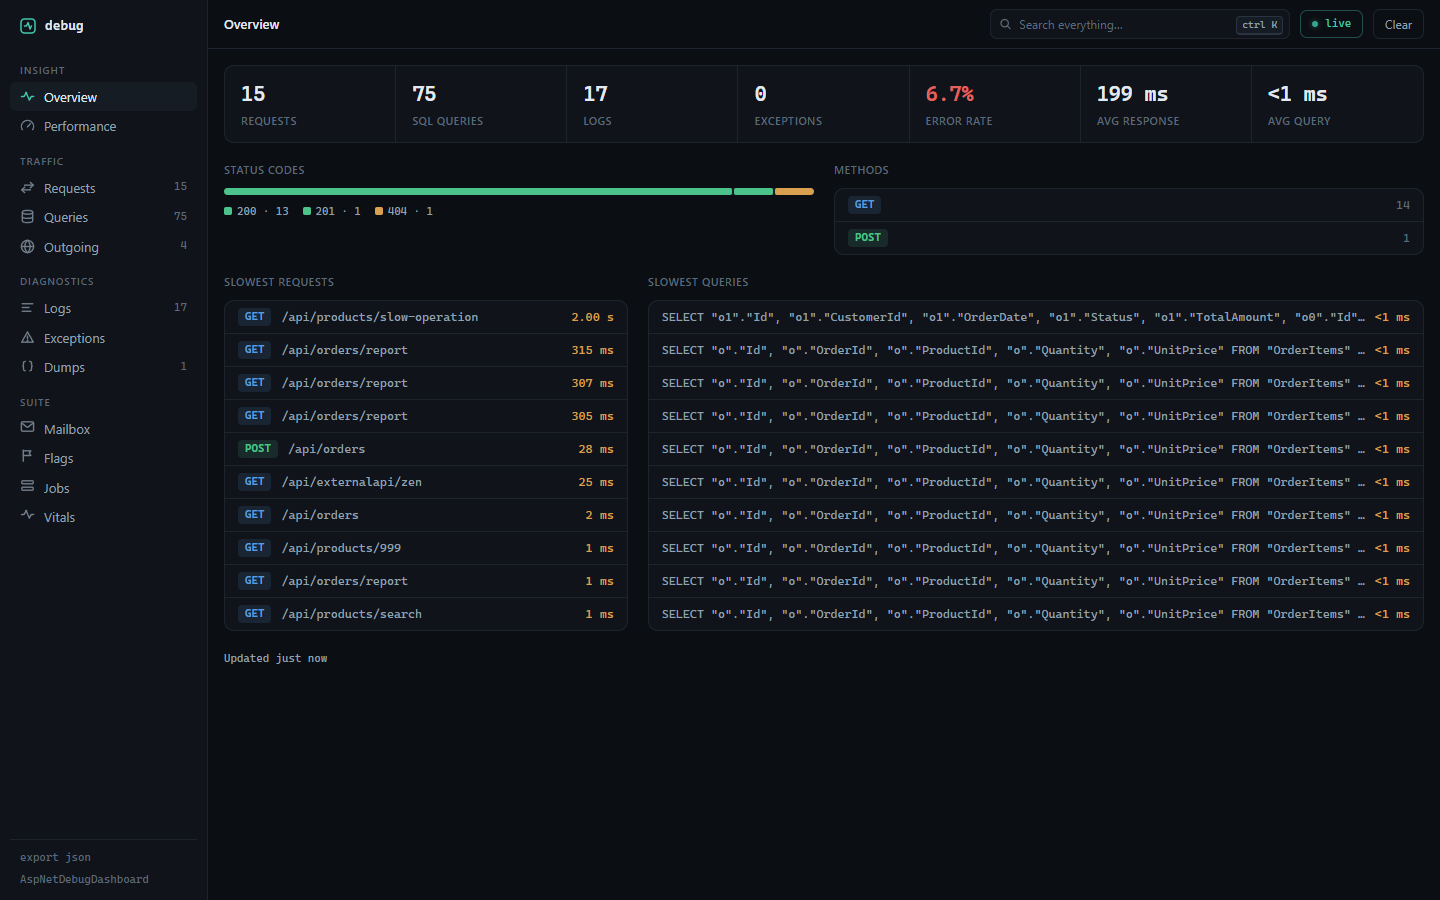 debug
INSIGHT
Overview
Performance
TRAFFIC
Requests 15
Queries 75
Outgoing 4
DIAGNOSTICS
Logs 17
Exceptions
Dumps 1
SUITE
Mailbox
Flags
Jobs
Vitals
export json
AspNetDebugDashboard
Overview
Search everything... ctrl K
live
Clear
15
REQUESTS
75
SQL QUERIES
17
LOGS
0
EXCEPTIONS
6.7%
ERROR RATE
199 ms
AVG RESPONSE
<1 ms
AVG QUERY
STATUS CODES
200 · 13 201 · 1 404 · 1
METHODS
GET 14
POST 1
SLOWEST REQUESTS
GET /api/products/slow-operation 2.00 s
GET /api/orders/report 315 ms
GET /api/orders/report 307 ms
GET /api/orders/report 305 ms
POST /api/orders 28 ms
GET /api/externalapi/zen 25 ms
GET /api/orders 2 ms
GET /api/products/999 1 ms
GET /api/orders/report 1 ms
GET /api/products/search 1 ms
SLOWEST QUERIES
SELECT "o1"."Id", "o1"."CustomerId", "o1"."OrderDate", "o1"."Status", "o1"."TotalAmount", "o0"."Id"… <1 ms
SELECT "o"."Id", "o"."OrderId", "o"."ProductId", "o"."Quantity", "o"."UnitPrice" FROM "OrderItems" … <1 ms
SELECT "o"."Id", "o"."OrderId", "o"."ProductId", "o"."Quantity", "o"."UnitPrice" FROM "OrderItems" … <1 ms
SELECT "o"."Id", "o"."OrderId", "o"."ProductId", "o"."Quantity", "o"."UnitPrice" FROM "OrderItems" … <1 ms
SELECT "o"."Id", "o"."OrderId", "o"."ProductId", "o"."Quantity", "o"."UnitPrice" FROM "OrderItems" … <1 ms
SELECT "o"."Id", "o"."OrderId", "o"."ProductId", "o"."Quantity", "o"."UnitPrice" FROM "OrderItems" … <1 ms
SELECT "o"."Id", "o"."OrderId", "o"."ProductId", "o"."Quantity", "o"."UnitPrice" FROM "OrderItems" … <1 ms
SELECT "o"."Id", "o"."OrderId", "o"."ProductId", "o"."Quantity", "o"."UnitPrice" FROM "OrderItems" … <1 ms
SELECT "o"."Id", "o"."OrderId", "o"."ProductId", "o"."Quantity", "o"."UnitPrice" FROM "OrderItems" … <1 ms
SELECT "o"."Id", "o"."OrderId", "o"."ProductId", "o"."Quantity", "o"."UnitPrice" FROM "OrderItems" … <1 ms
Updated just now